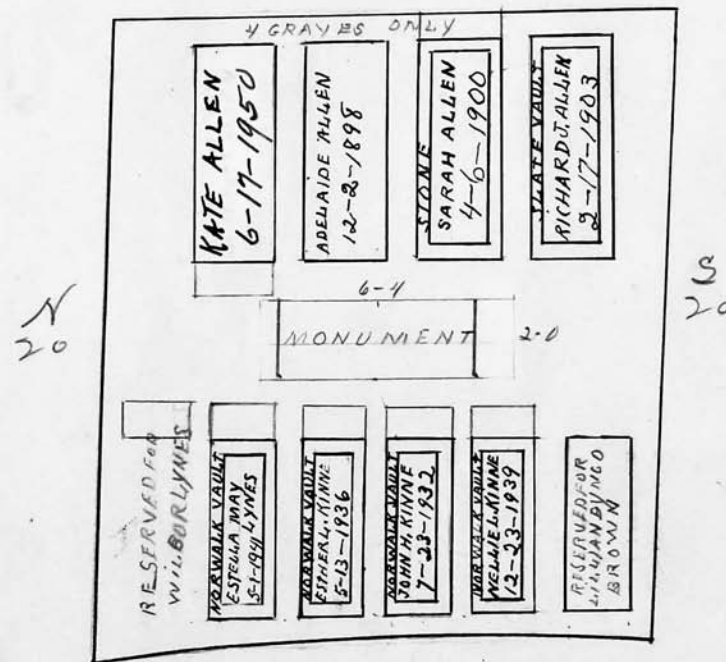 4 GRAVES ONLY
KATE ALLEN
6-17-1950
ADELAIDE ALLEN
12-2-1898
STONE
SARAH ALLEN
4-6-1900
SLATE VAULT
RICHARD J. ALLEN
2-17-1903
N
20
S
20
6-4
MONUMENT
2-0
RESERVED FOR
WILBOR LYNES
NORWALK VAULT
ESTELLA MAY
5-1-1941 LYNES
NORWALK VAULT
ESTHER L. KINNE
5-13-1936
NORWALK VAULT
JOHN H. KINNE
7-23-1932
NORWALK VAULT
NELLIE L. KINNE
12-23-1939
RESERVED FOR
BROWN